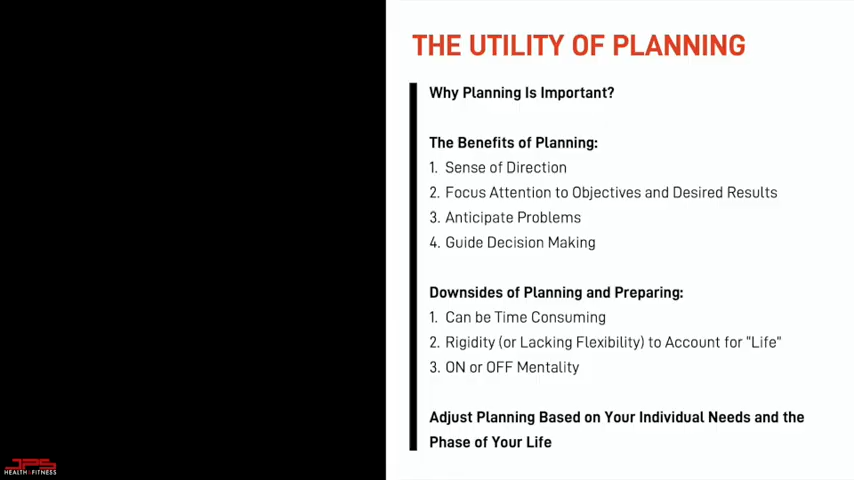 THE UTILITY OF PLANNING
Why Planning Is Important?
The Benefits of Planning:
1. Sense of Direction
2. Focus Attention to Objectives and Desired Results
3. Anticipate Problems
4. Guide Decision Making
Downsides of Planning and Preparing:
1. Can be Time Consuming
2. Rigidity (or Lacking Flexibility) to Account for "Life"
3. ON or OFF Mentality
Adjust Planning Based on Your Individual Needs and the
Phase of Your Life
JPS
HEALTH&FITNESS